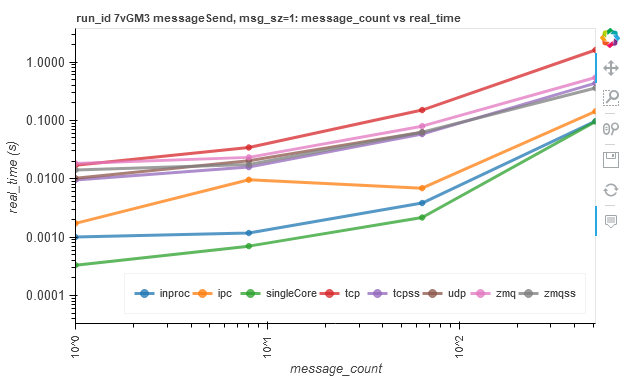 run_id 7vGM3 messageSend, msg_sz=1: message_count vs real_time
real_time (s)
1.0000
0.1000
0.0100
0.0010
0.0001
inproc ipc singleCore tcp tcpss udp zmq zmqss
10^0 10^1 10^2
message_count